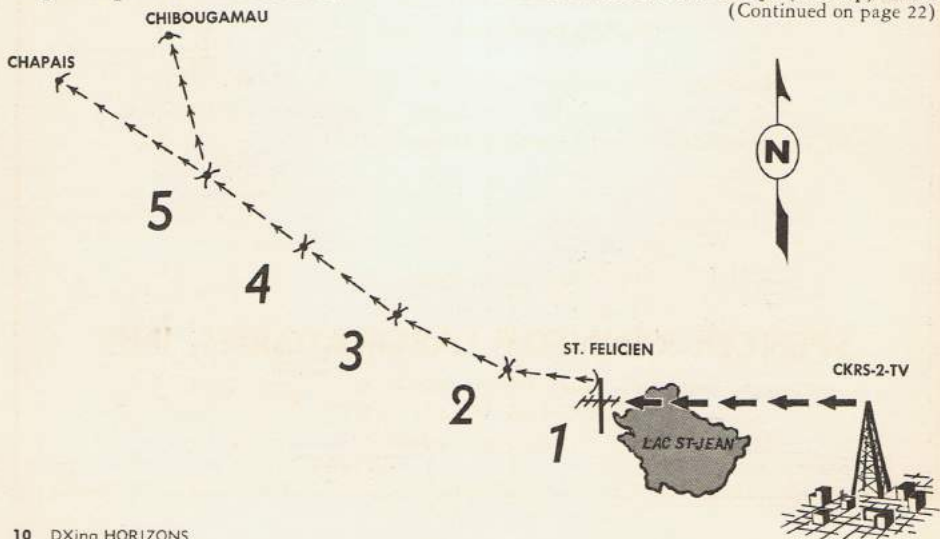 (Continued on page 22)
CHIBOUGAMAU
CHAPAIS
N
5
4
3
ST. FELICIEN
CKRS-2-TV
2
1
LAC ST-JEAN
10 DXing HORIZONS